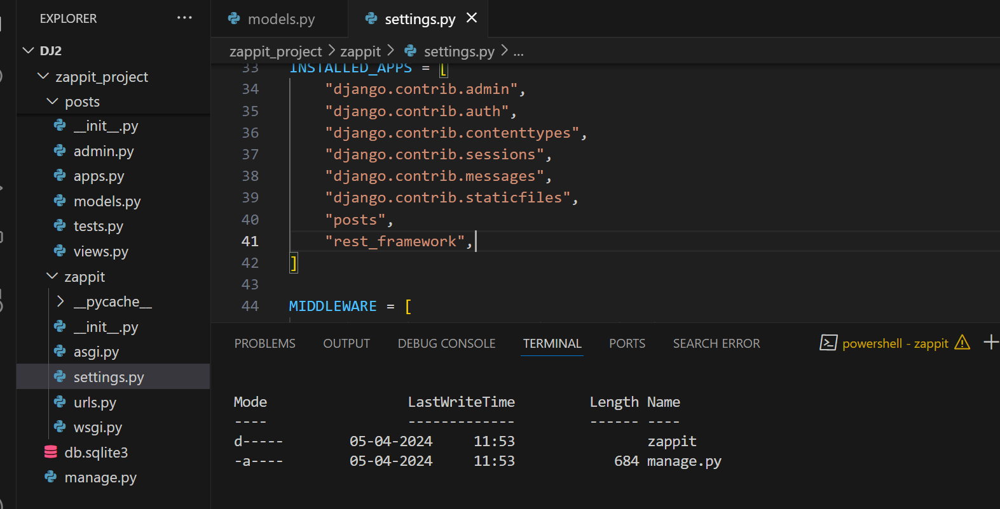 EXPLORER
DJ2
zappit_project
posts
__init__.py
admin.py
apps.py
models.py
tests.py
views.py
zappit
__pycache__
__init__.py
asgi.py
settings.py
urls.py
wsgi.py
db.sqlite3
manage.py
models.py settings.py
zappit_project > zappit > settings.py > ...
33 INSTALLED_APPS = [
34 "django.contrib.admin",
35 "django.contrib.auth",
36 "django.contrib.contenttypes",
37 "django.contrib.sessions",
38 "django.contrib.messages",
39 "django.contrib.staticfiles",
40 "posts",
41 "rest_framework",
42 ]
43
44 MIDDLEWARE = [
PROBLEMS OUTPUT DEBUG CONSOLE TERMINAL PORTS SEARCH ERROR powershell - zappit
Mode LastWriteTime Length Name
---- ------------- ------ ----
d----- 05-04-2024 11:53 zappit
-a---- 05-04-2024 11:53 684 manage.py